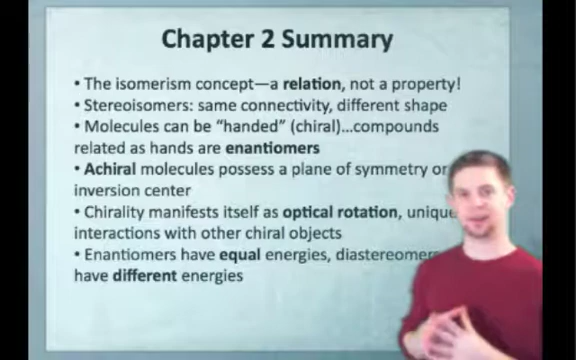 Chapter 2 Summary
• The isomerism concept—a relation, not a property!
• Stereoisomers: same connectivity, different shape
• Molecules can be "handed" (chiral)...compounds
related as hands are enantiomers
• Achiral molecules possess a plane of symmetry or
inversion center
• Chirality manifests itself as optical rotation, unique
interactions with other chiral objects
• Enantiomers have equal energies, diastereomers
have different energies